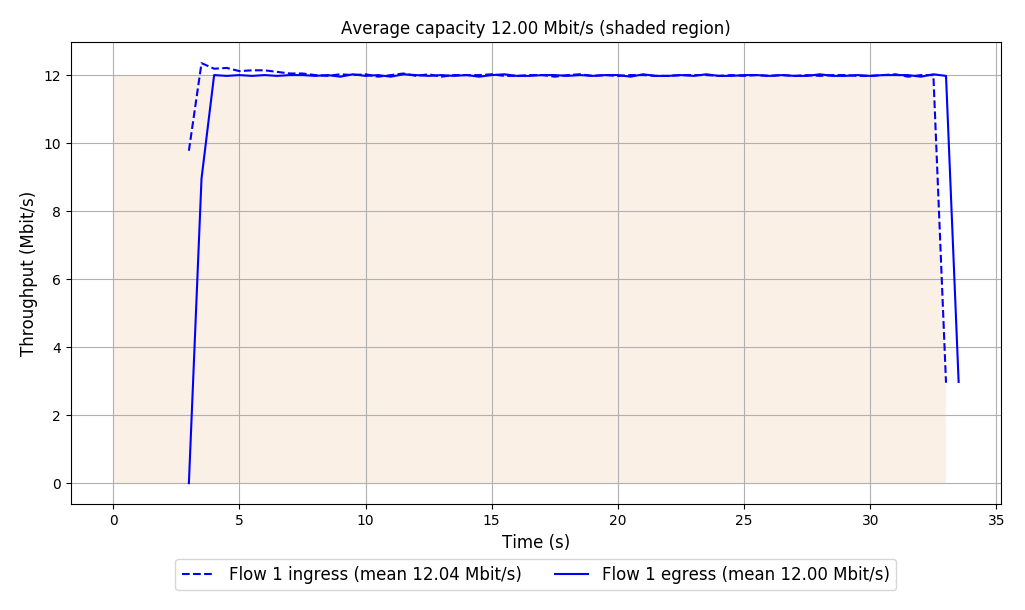 Average capacity 12.00 Mbit/s (shaded region)
Throughput (Mbit/s)
12
10
8
6
4
2
0
0 5 10 15 20 25 30 35
Time (s)
Flow 1 ingress (mean 12.04 Mbit/s) Flow 1 egress (mean 12.00 Mbit/s)